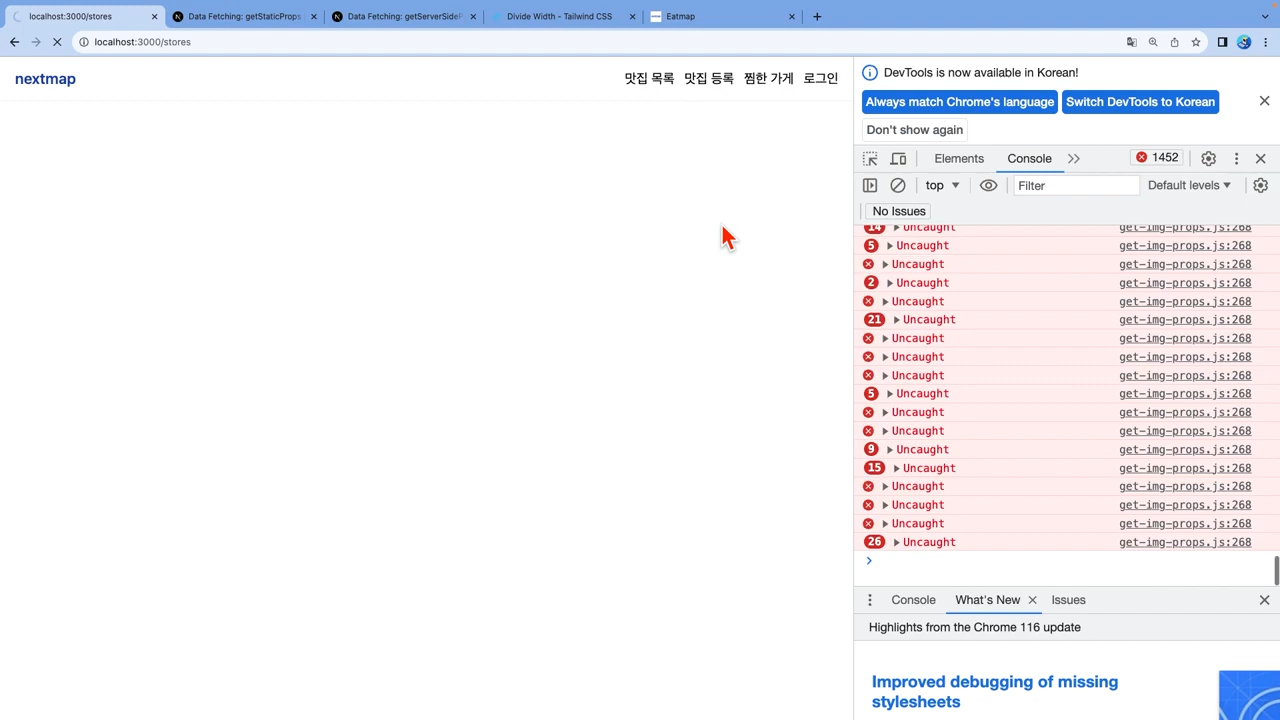 localhost:3000/stores
Data Fetching: getStaticProps
Data Fetching: getServerSideP
Divide Width - Tailwind CSS
Eatmap
localhost:3000/stores
nextmap
맛집 목록 맛집 등록 찜한 가게 로그인
DevTools is now available in Korean!
Always match Chrome's language
Switch DevTools to Korean
Don't show again
Elements
Console
1452
top
Filter
Default levels
No Issues
14 Uncaught get-img-props.js:268
5 Uncaught get-img-props.js:268
Uncaught get-img-props.js:268
2 Uncaught get-img-props.js:268
Uncaught get-img-props.js:268
21 Uncaught get-img-props.js:268
Uncaught get-img-props.js:268
Uncaught get-img-props.js:268
Uncaught get-img-props.js:268
5 Uncaught get-img-props.js:268
Uncaught get-img-props.js:268
Uncaught get-img-props.js:268
9 Uncaught get-img-props.js:268
15 Uncaught get-img-props.js:268
Uncaught get-img-props.js:268
Uncaught get-img-props.js:268
Uncaught get-img-props.js:268
26 Uncaught get-img-props.js:268
Console
What's New
Issues
Highlights from the Chrome 116 update
Improved debugging of missing
stylesheets